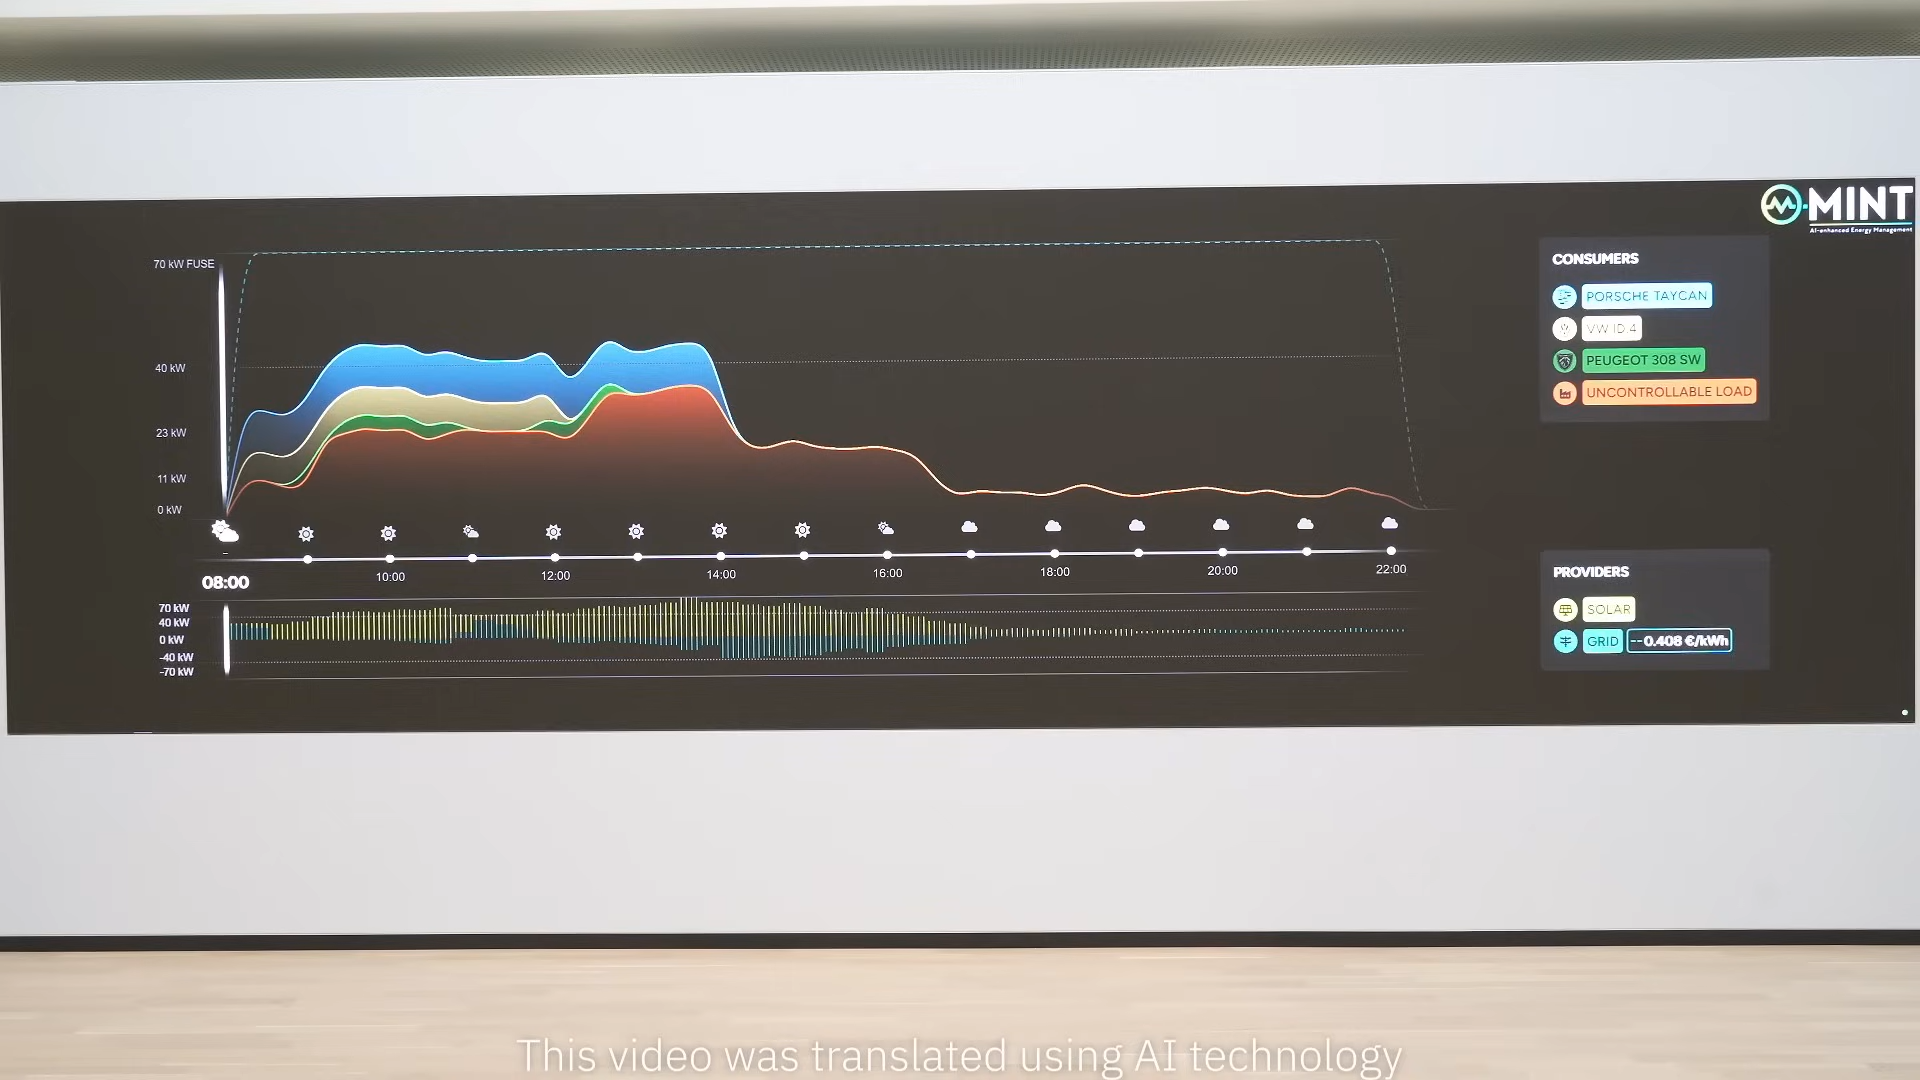 MINT
AI-enhanced Energy Management
70 kW FUSE
40 kW
23 kW
11 kW
0 kW
CONSUMERS
PORSCHE TAYCAN
VW ID.4
PEUGEOT 308 SW
UNCONTROLLABLE LOAD
08:00
10:00
12:00
14:00
16:00
18:00
20:00
22:00
70 kW
40 kW
0 kW
-40 kW
-70 kW
PROVIDERS
SOLAR
GRID
--0.408 €/kWh
This video was translated using AI technology